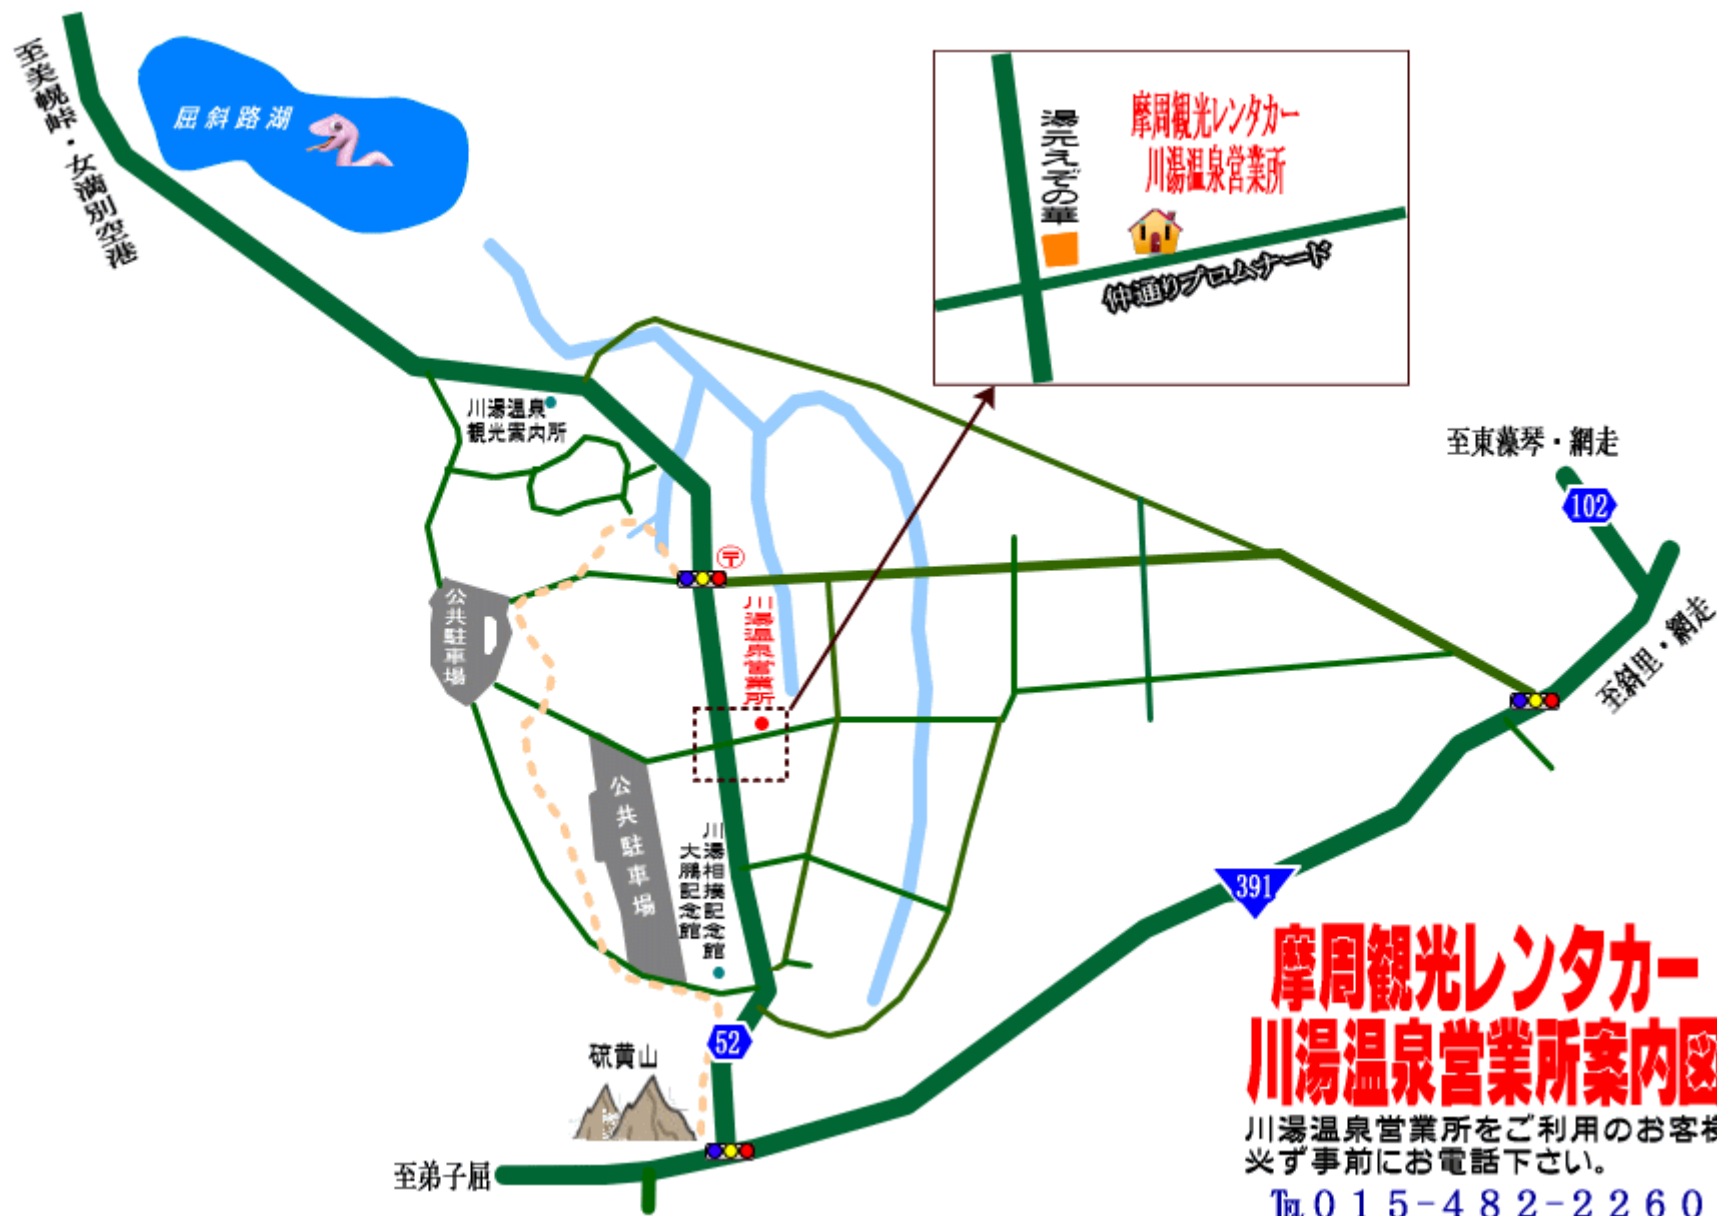 至美幌峠・女満別空港
屈斜路湖
湯元えぞの華
摩周観光レンタカー
川湯温泉営業所
仲通りプロムナード
川湯温泉
観光案内所
至東藻琴・網走
102
〒
公共駐車場
川湯温泉営業所
至斜里・網走
公共駐車場
川湯相撲記念館
大鵬記念館
391
52
硫黄山
至弟子屈
摩周観光レンタカー
川湯温泉営業所案内図
川湯温泉営業所をご利用のお客様
必ず事前にお電話下さい。
℡015-482-2260